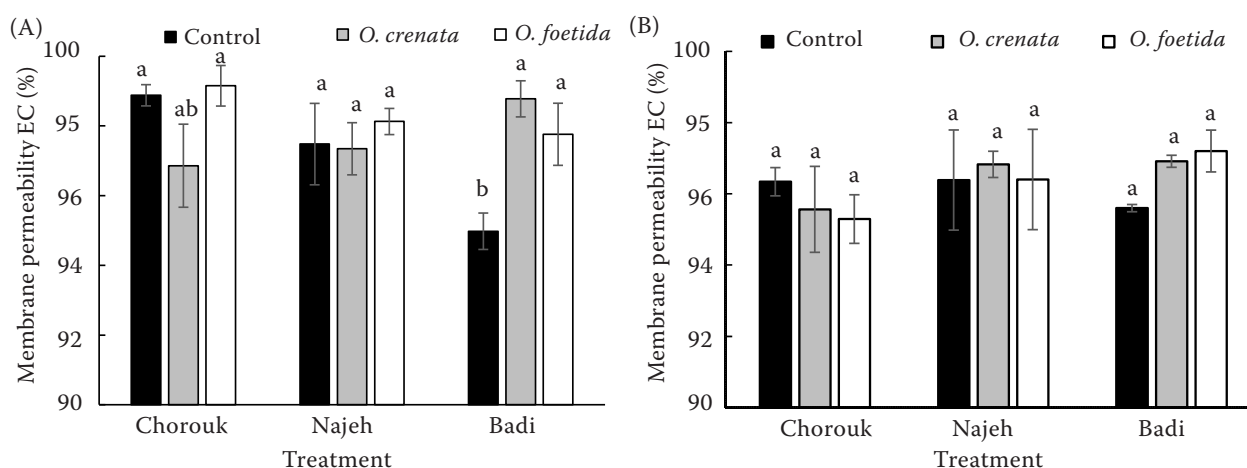 (A)
Control O. crenata O. foetida
Membrane permeability EC (%)
100
95
96
94
92
90
a ab a a a a b a a
Chorouk Najeh Badi
Treatment
(B)
Control O. crenata O. foetida
Membrane permeability EC (%)
100
95
96
94
92
90
a a a a a a a a a
Chorouk Najeh Badi
Treatment